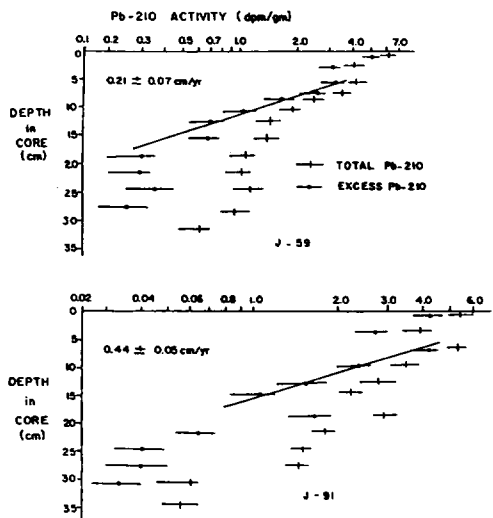 Pb-210 ACTIVITY (dpm/gm)
0.1 0.2 0.3 0.5 0.7 1.0 2.0 4.0 7.0
0
5
10
15
20
25
30
35
DEPTH
in
CORE
(cm)
0.21 ± 0.07 cm/yr
TOTAL Pb-210
EXCESS Pb-210
J - 59
0.02 0.04 0.06 0.8 1.0 2.0 4.0 6.0
0
5
10
15
20
25
30
35
DEPTH
in
CORE
(cm)
0.44 ± 0.05 cm/yr
J - 91